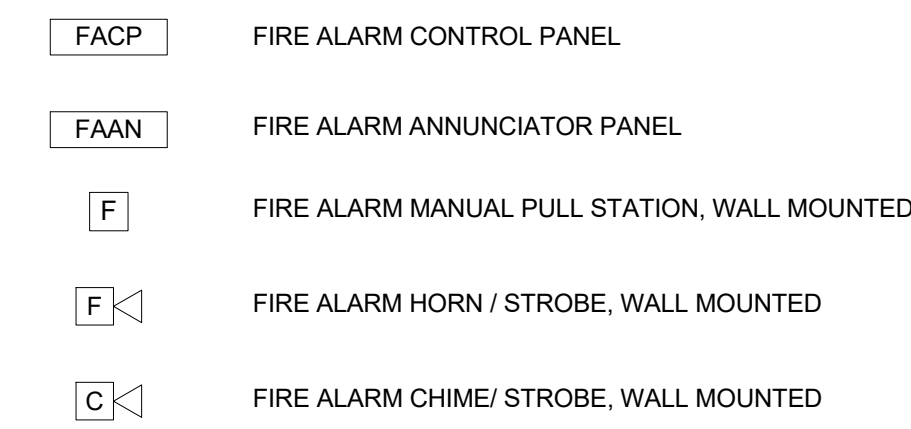 FACP FIRE ALARM CONTROL PANEL
FAAN FIRE ALARM ANNUNCIATOR PANEL
F FIRE ALARM MANUAL PULL STATION, WALL MOUNTED
F FIRE ALARM HORN / STROBE, WALL MOUNTED
C FIRE ALARM CHIME/ STROBE, WALL MOUNTED